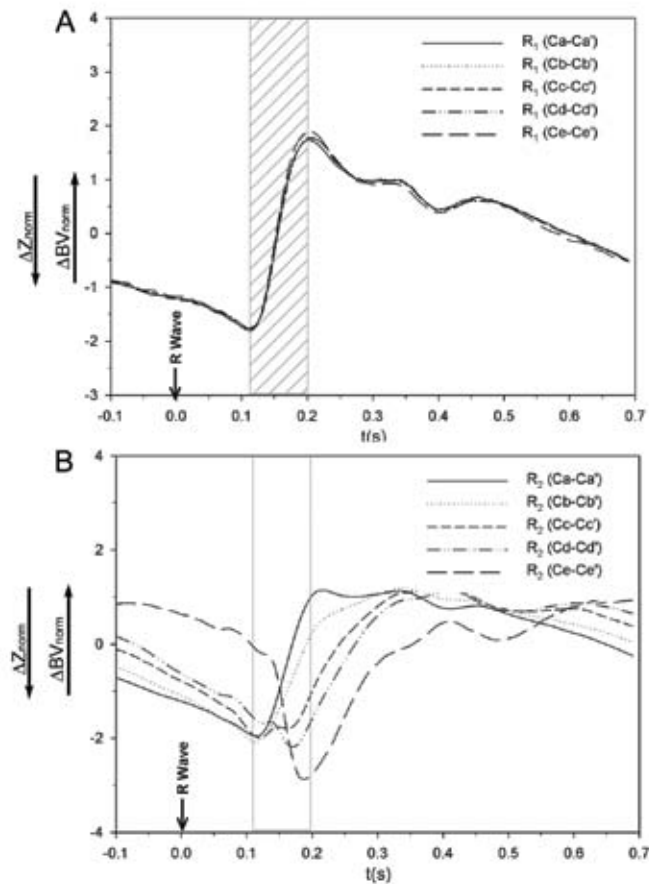 A
4
3
2
1
0
-1
-2
-3
R₁ (Ca-Ca')
R₁ (Cb-Cb')
R₁ (Cc-Cc')
R₁ (Cd-Cd')
R₁ (Ce-Ce')
ΔZnorm
ΔBVnorm
R Wave
-0.1 0.0 0.1 0.2 0.3 0.4 0.5 0.6 0.7
t(s)
B
4
2
0
-2
-4
R₂ (Ca-Ca')
R₂ (Cb-Cb')
R₂ (Cc-Cc')
R₂ (Cd-Cd')
R₂ (Ce-Ce')
ΔZnorm
ΔBVnorm
R Wave
-0.1 0.0 0.1 0.2 0.3 0.4 0.5 0.6 0.7
t(s)